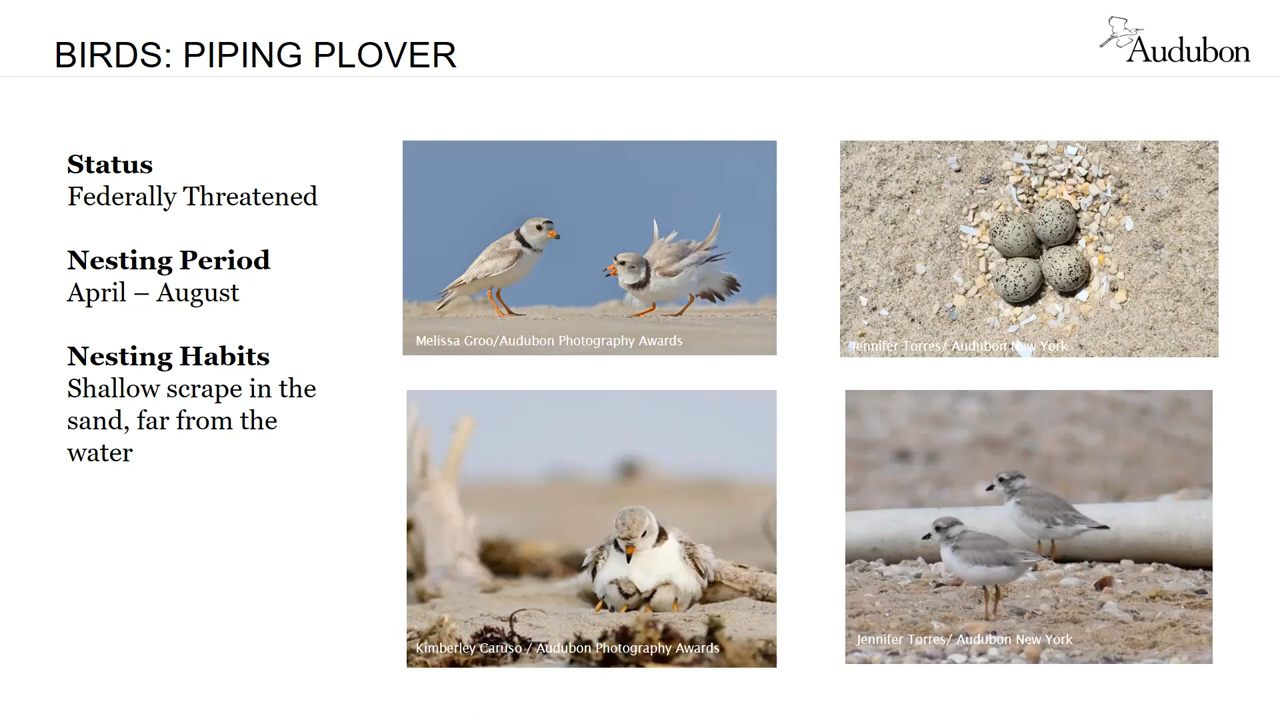 BIRDS: PIPING PLOVER
Audubon
Status
Federally Threatened
Nesting Period
April – August
Nesting Habits
Shallow scrape in the
sand, far from the
water
Melissa Groo/Audubon Photography Awards
Jennifer Torres/ Audubon New York
Kimberley Caruso / Audubon Photography Awards
Jennifer Torres/ Audubon New York